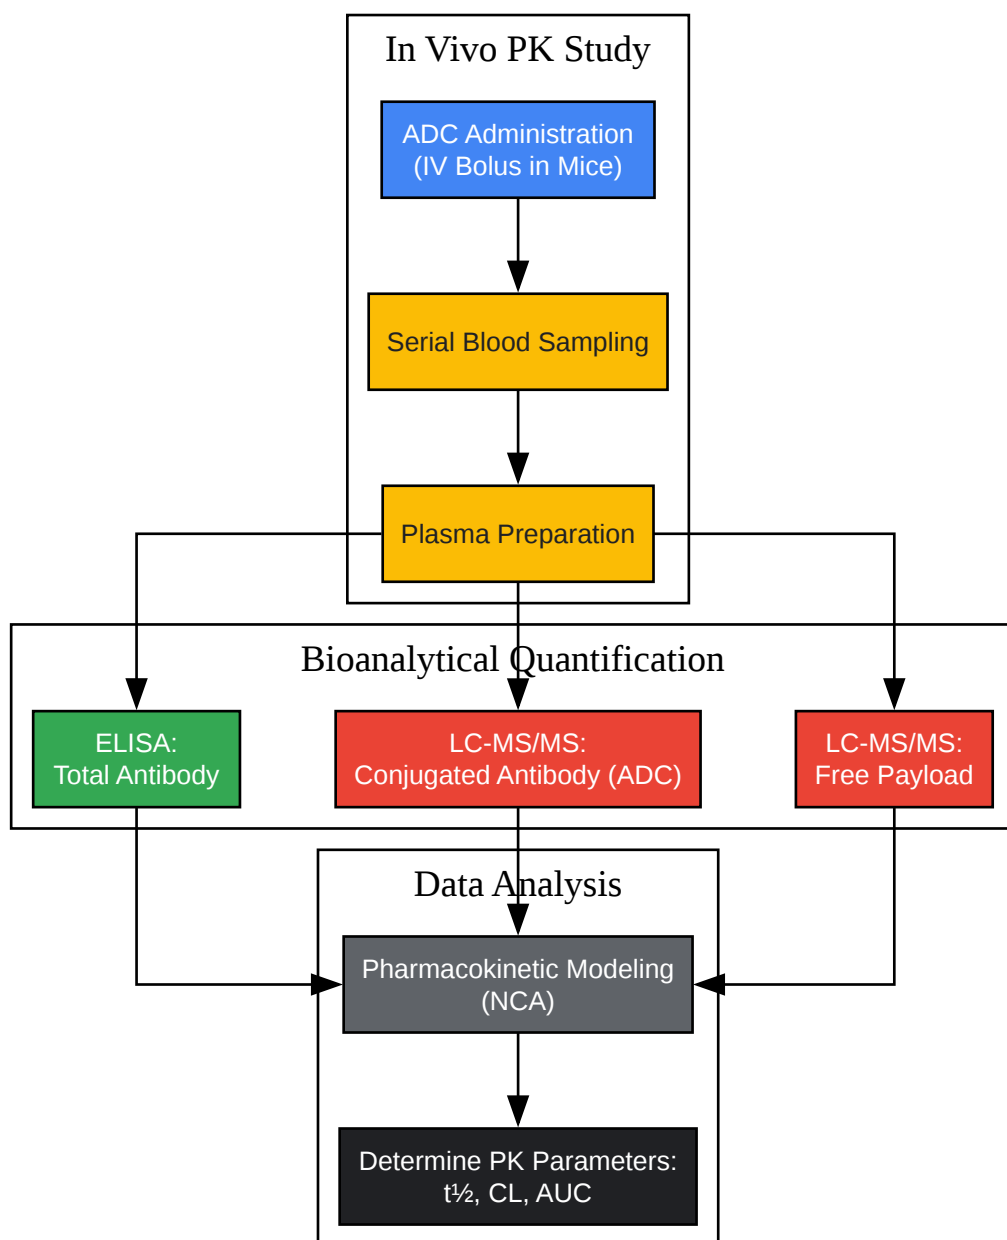 In Vivo PK Study
ADC Administration
(IV Bolus in Mice)
Serial Blood Sampling
Plasma Preparation
Bioanalytical Quantification
ELISA:
Total Antibody
LC-MS/MS:
Conjugated Antibody (ADC)
LC-MS/MS:
Free Payload
Data Analysis
Pharmacokinetic Modeling
(NCA)
Determine PK Parameters:
t½, CL, AUC